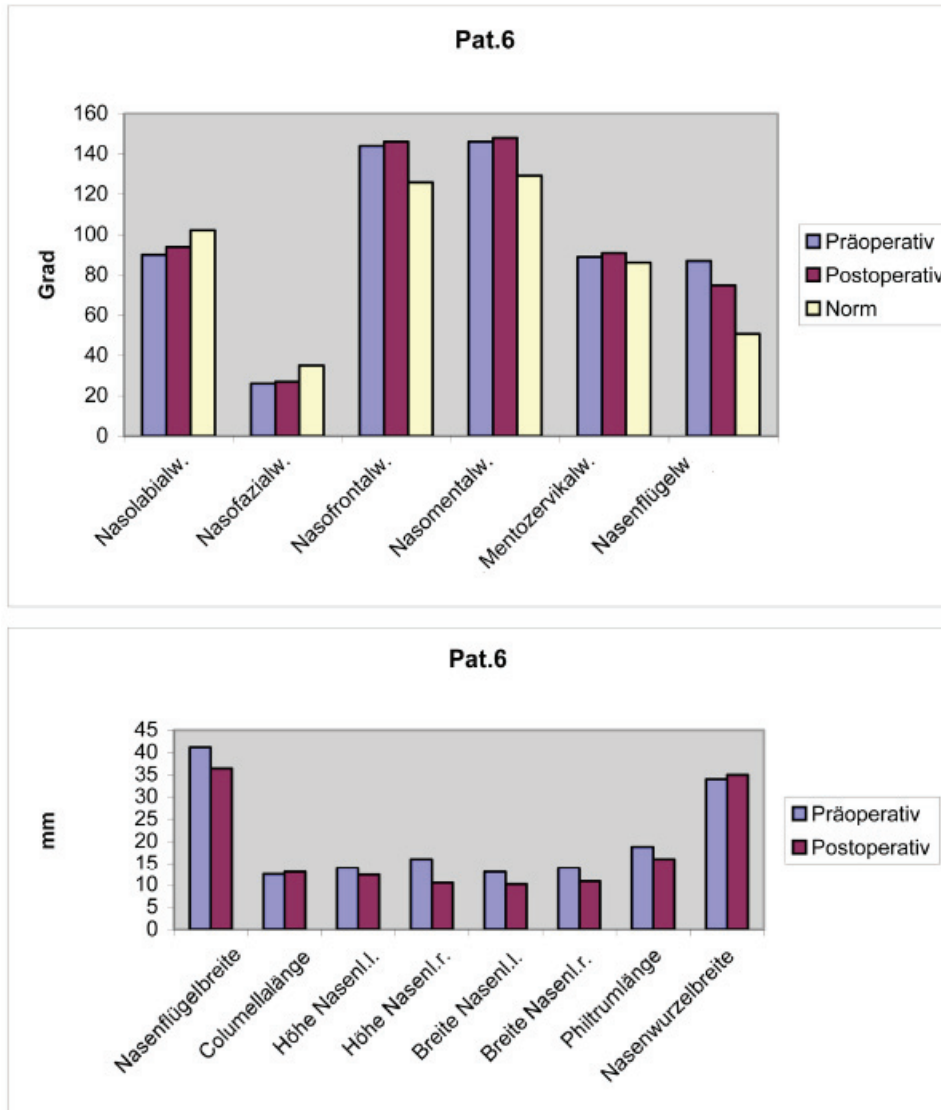 Pat.6
160
140
120
100
80
60
40
20
0
Grad
Nasolabialw.
Nasofazialw.
Nasofrontalw.
Nasomentalw.
Mentozervikalw.
Nasenflügelw
Präoperativ
Postoperativ
Norm
Pat.6
45
40
35
30
25
20
15
10
5
0
mm
Nasenflügelbreite
Columellalänge
Höhe Nasenl.l.
Höhe Nasenl.r.
Breite Nasenl.l.
Breite Nasenl.r.
Philtrumlänge
Nasenwurzelbreite
Präoperativ
Postoperativ